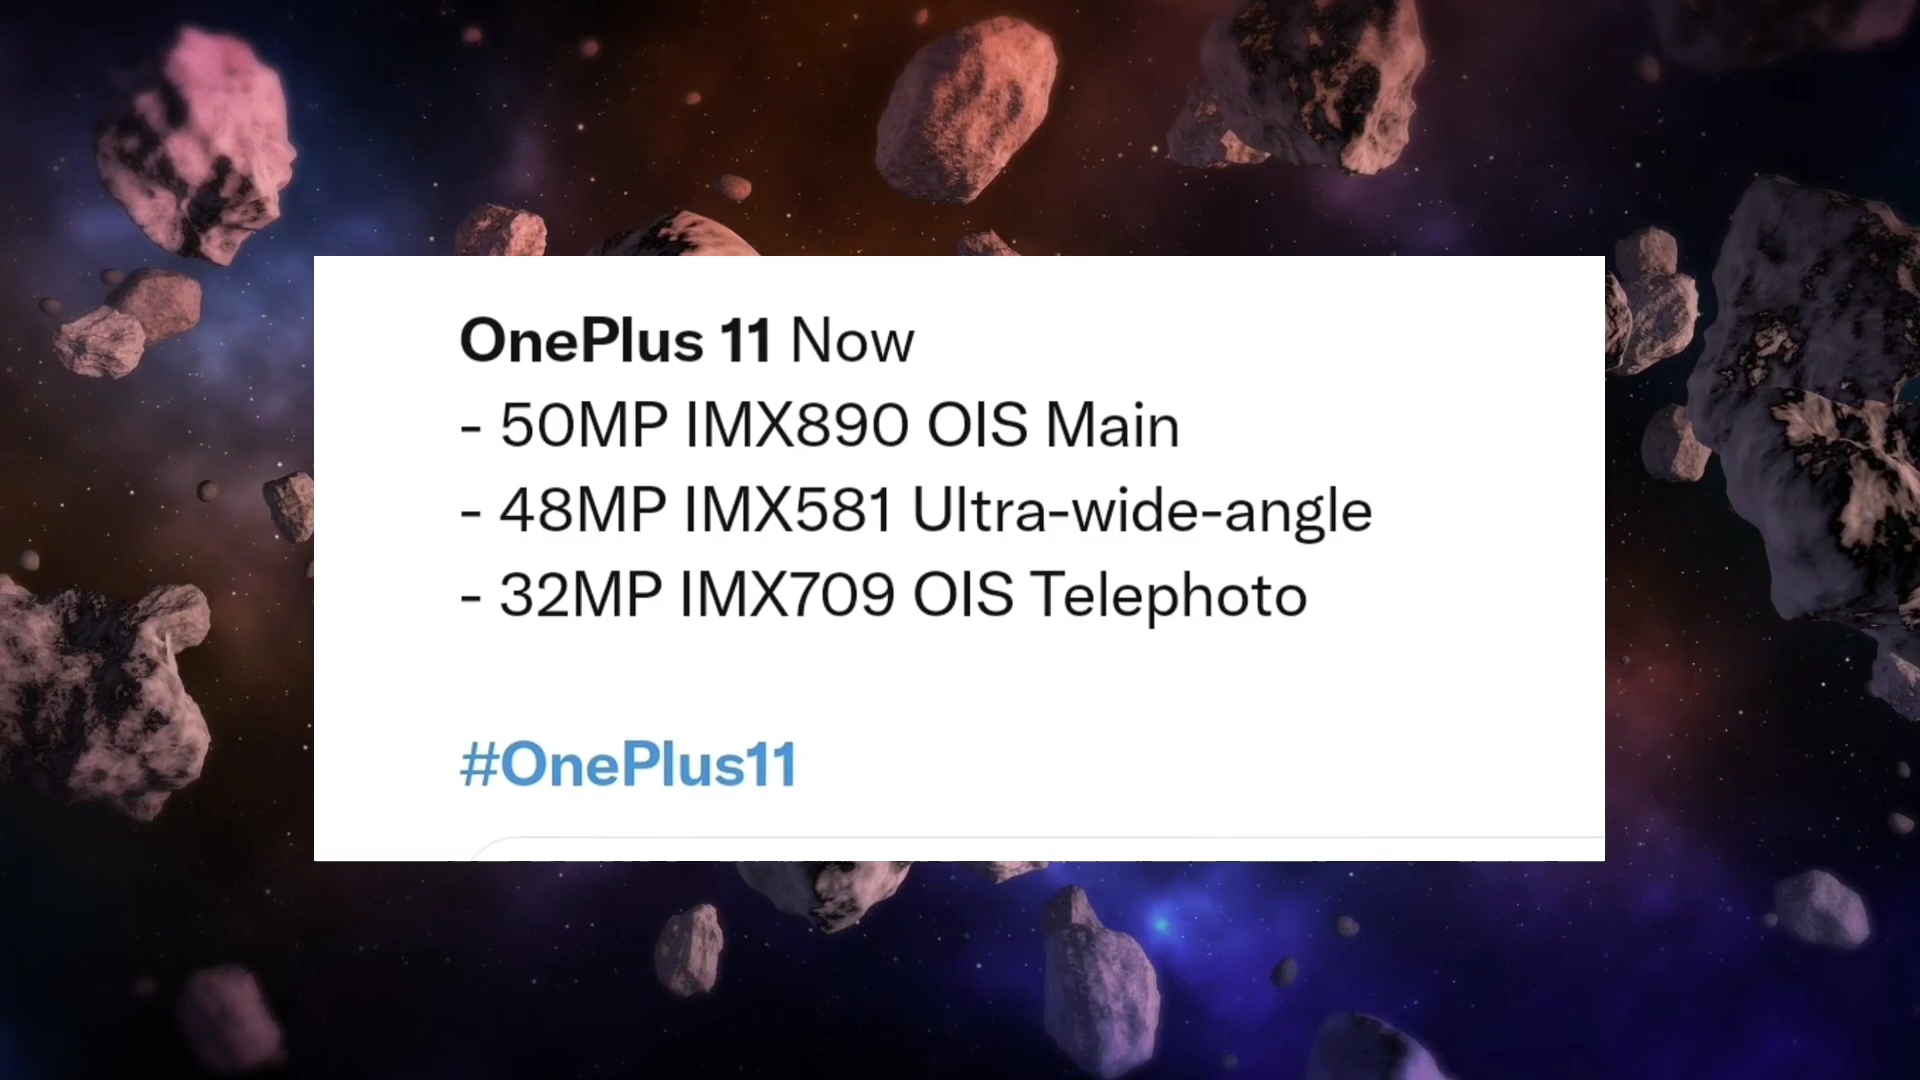 OnePlus 11 Now
- 50MP IMX890 OIS Main
- 48MP IMX581 Ultra-wide-angle
- 32MP IMX709 OIS Telephoto
#OnePlus11